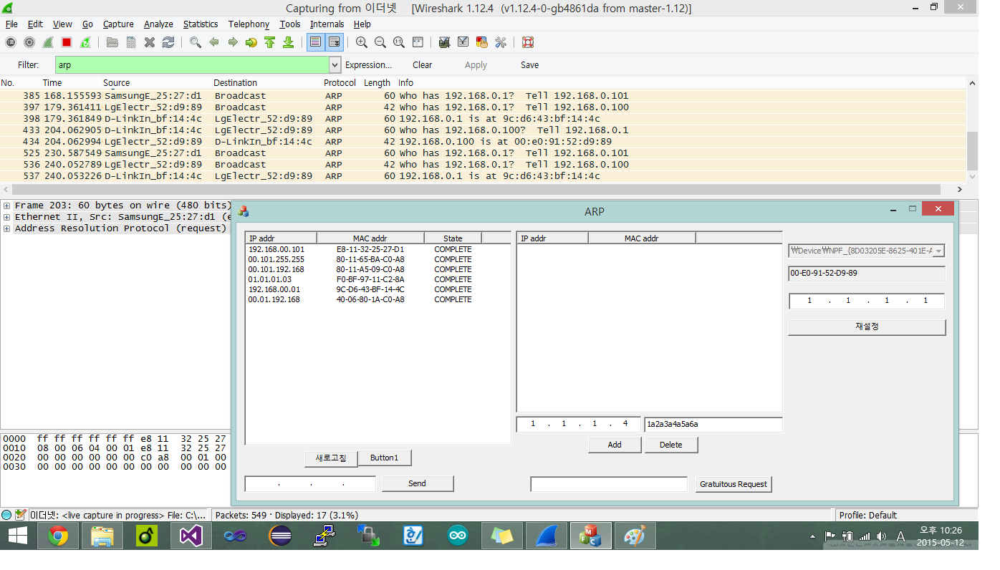 Capturing from 이더넷 [Wireshark 1.12.4 (v1.12.4-0-gb4861da from master-1.12)]
File Edit View Go Capture Analyze Statistics Telephony Tools Internals Help
Filter: arp Expression... Clear Apply Save
No. Time Source Destination Protocol Length Info
385 168.155593 SamsungE_25:27:d1 Broadcast ARP 60 Who has 192.168.0.1? Tell 192.168.0.101
397 179.361411 LgElectr_52:d9:89 Broadcast ARP 42 Who has 192.168.0.1? Tell 192.168.0.100
398 179.361849 D-LinkIn_bf:14:4c LgElectr_52:d9:89 ARP 60 192.168.0.1 is at 9c:d6:43:bf:14:4c
433 204.062905 D-LinkIn_bf:14:4c LgElectr_52:d9:89 ARP 60 Who has 192.168.0.100? Tell 192.168.0.1
434 204.062994 LgElectr_52:d9:89 D-LinkIn_bf:14:4c ARP 42 192.168.0.100 is at 00:e0:91:52:d9:89
525 230.587549 SamsungE_25:27:d1 Broadcast ARP 60 Who has 192.168.0.1? Tell 192.168.0.101
536 240.052789 LgElectr_52:d9:89 Broadcast ARP 42 Who has 192.168.0.1? Tell 192.168.0.100
537 240.053226 D-LinkIn_bf:14:4c LgElectr_52:d9:89 ARP 60 192.168.0.1 is at 9c:d6:43:bf:14:4c
Frame 203: 60 bytes on wire (480 bits)
Ethernet II, Src: SamsungE_25:27:d1 (e
Address Resolution Protocol (request)
ARP
IP addr MAC addr State
192.168.00.101 E8-11-32-25-27-D1 COMPLETE
00.101.255.255 80-11-65-BA-C0-A8 COMPLETE
00.101.192.168 80-11-A5-09-C0-A8 COMPLETE
01.01.01.03 F0-BF-97-11-C2-8A COMPLETE
192.168.00.01 9C-D6-43-BF-14-4C COMPLETE
00.01.192.168 40-06-80-1A-C0-A8 COMPLETE
IP addr MAC addr
₩Device₩NPF_{8D03205E-8625-401E-A
00-E0-91-52-D9-89
1 . 1 . 1 . 1
재설정
1 . 1 . 1 . 4 1a2a3a4a5a6a
Add Delete
새로고침 Button1
. . . Send
Gratuitous Request
0000 ff ff ff ff ff ff e8 11 32 25 27
0010 08 00 06 04 00 01 e8 11 32 25 27
0020 00 00 00 00 00 00 c0 a8 00 01 00
0030 00 00 00 00 00 00 00 00 00 00 00
이더넷: <live capture in progress> File: C:\... Packets: 549 · Displayed: 17 (3.1%) Profile: Default
A 오후 10:26
2015-05-12